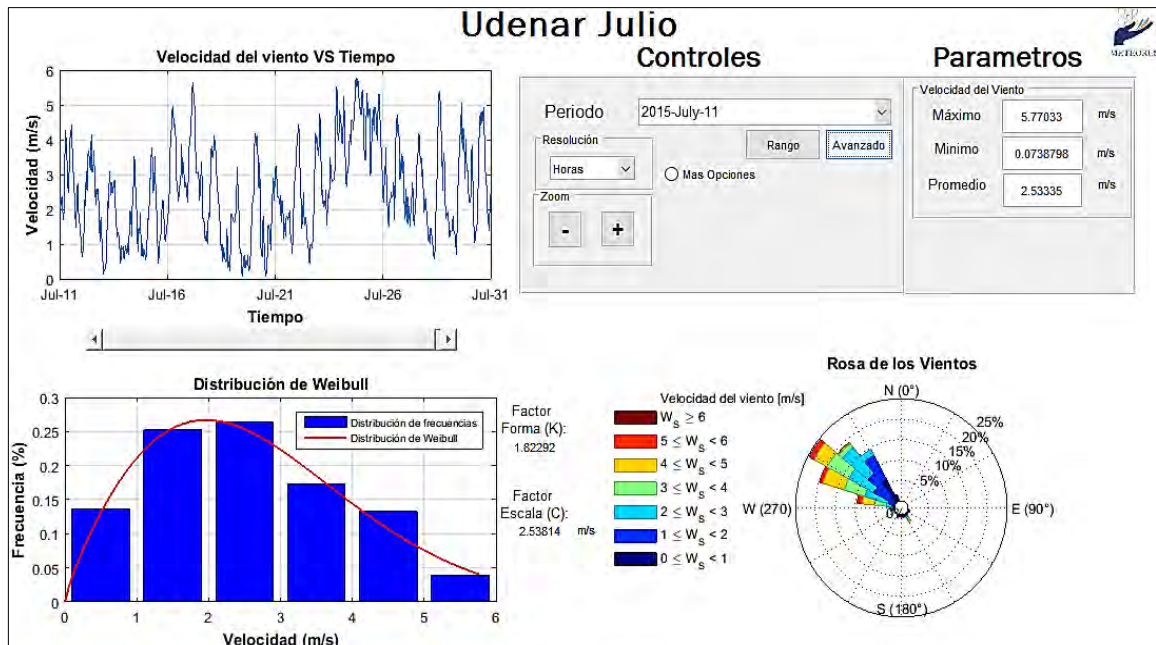 Udenar Julio
METEORUS
Velocidad del viento VS Tiempo
6
5
4
3
2
1
0
Velocidad (m/s)
Jul-11 Jul-16 Jul-21 Jul-26 Jul-31
Tiempo
Controles
Periodo 2015-July-11
Rango Avanzado
Resolución
Horas
Mas Opciones
Zoom
- +
Parametros
Velocidad del Viento
Máximo 5.77033 m/s
Minimo 0.0738798 m/s
Promedio 2.53335 m/s
Distribución de Weibull
0.3
0.25
0.2
0.15
0.1
0.05
0
Frecuencia (%)
Distribución de frecuencias
Distribución de Weibull
0 1 2 3 4 5 6
Velocidad (m/s)
Factor
Forma (K):
1.82292
Factor
Escala (C):
2.53814 m/s
Velocidad del viento [m/s]
W_S ≥ 6
5 ≤ W_S < 6
4 ≤ W_S < 5
3 ≤ W_S < 4
2 ≤ W_S < 3
1 ≤ W_S < 2
0 ≤ W_S < 1
Rosa de los Vientos
N (0°)
25%
20%
15%
10%
5%
0%
W (270)
E (90°)
S (180°)